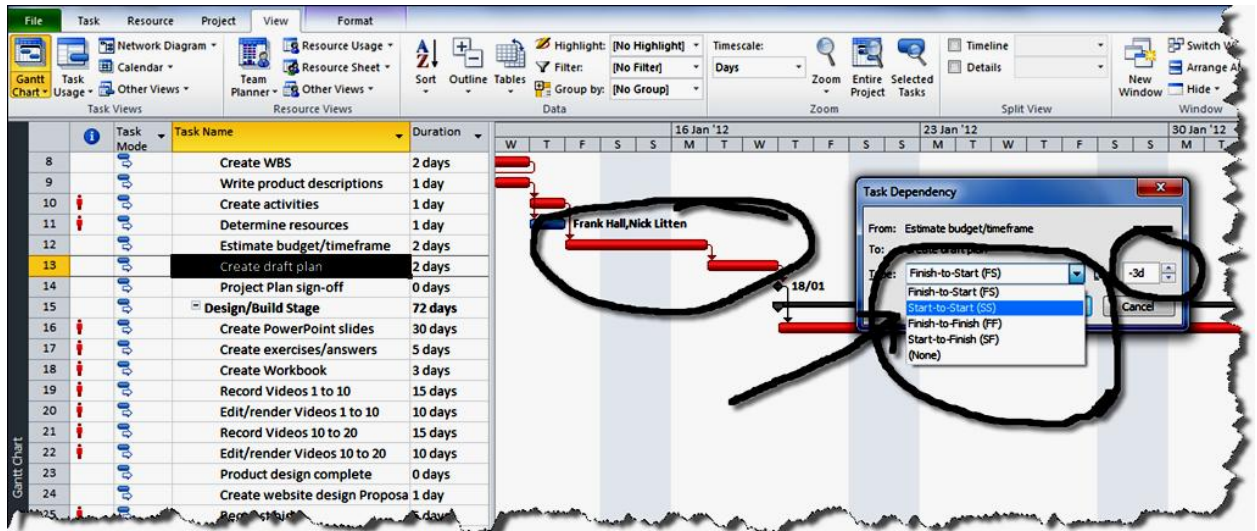 File Task Resource Project View Format
Network Diagram Resource Usage Highlight: [No Highlight] Timescale: Timeline Switch
Calendar Resource Sheet Filter: [No Filter] Days Details Arrange
Gantt Chart Task Usage Other Views Team Planner Other Views Sort Outline Tables Group by: [No Group] Zoom Entire Project Selected Tasks New Window Hide
Task Views Resource Views Data Zoom Split View Window
Task Mode Task Name Duration 16 Jan '12 23 Jan '12 30 Jan '12
W T F S S M T W T F S S M T W T F S S M T
8 Create WBS 2 days
9 Write product descriptions 1 day
10 Create activities 1 day
11 Determine resources 1 day Frank Hall,Nick Litten
12 Estimate budget/timeframe 2 days
13 Create draft plan 2 days
14 Project Plan sign-off 0 days 18/01
15 Design/Build Stage 72 days
16 Create PowerPoint slides 30 days
17 Create exercises/answers 5 days
18 Create Workbook 3 days
19 Record Videos 1 to 10 15 days
20 Edit/render Videos 1 to 10 10 days
21 Record Videos 10 to 20 15 days
22 Edit/render Videos 10 to 20 10 days
23 Product design complete 0 days
24 Create website design Proposa 1 day
25
Gantt Chart
Task Dependency
From: Estimate budget/timeframe
To: Create draft plan
Type: Finish-to-Start (FS) -3d
Finish-to-Start (FS)
Start-to-Start (SS) Cancel
Finish-to-Finish (FF)
Start-to-Finish (SF)
(None)